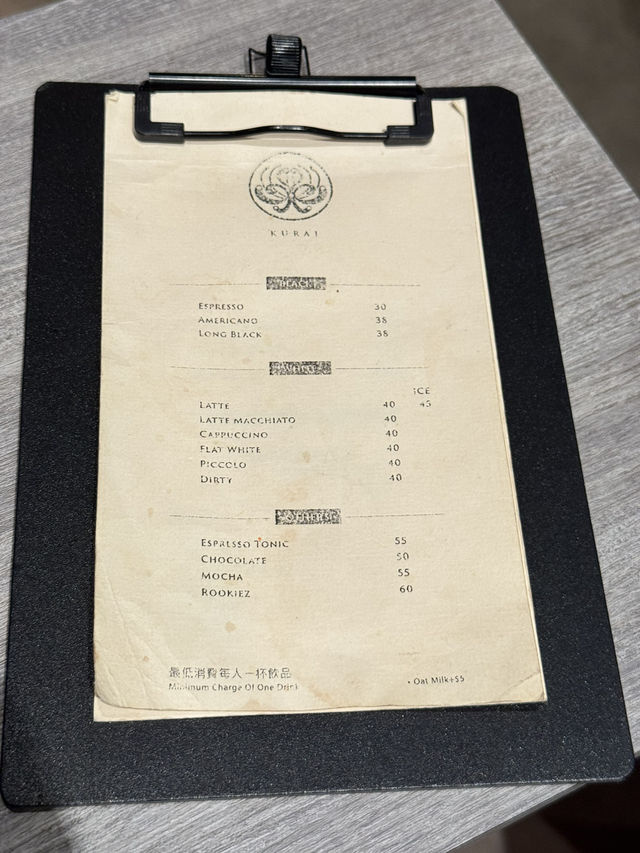 KURAI
BLACK
ESPRESSO 30
AMERICANO 38
LONG BLACK 38
WHITE
ICE
LATTE 40 45
LATTE MACCHIATO 40
CAPPUCCINO 40
FLAT WHITE 40
PICCOLO 40
DIRTY 40
OTHERS
ESPRESSO TONIC 55
CHOCOLATE 50
MOCHA 55
ROOKIEZ 60
最低消費每人一杯飲品
Minimum Charge Of One Drink
• Oat Milk+$5